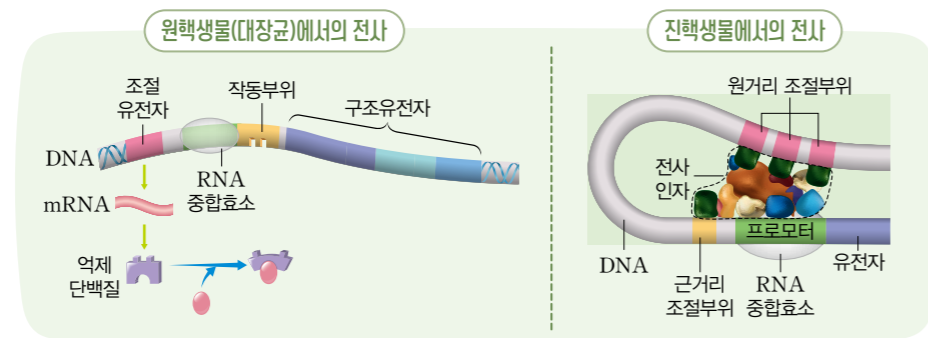 원핵생물(대장균)에서의 전사
조절
유전자
작동부위
구조유전자
DNA
RNA
중합효소
mRNA
억제
단백질
진핵생물에서의 전사
원거리 조절부위
전사
인자
프로모터
DNA
근거리
조절부위
RNA
중합효소
유전자